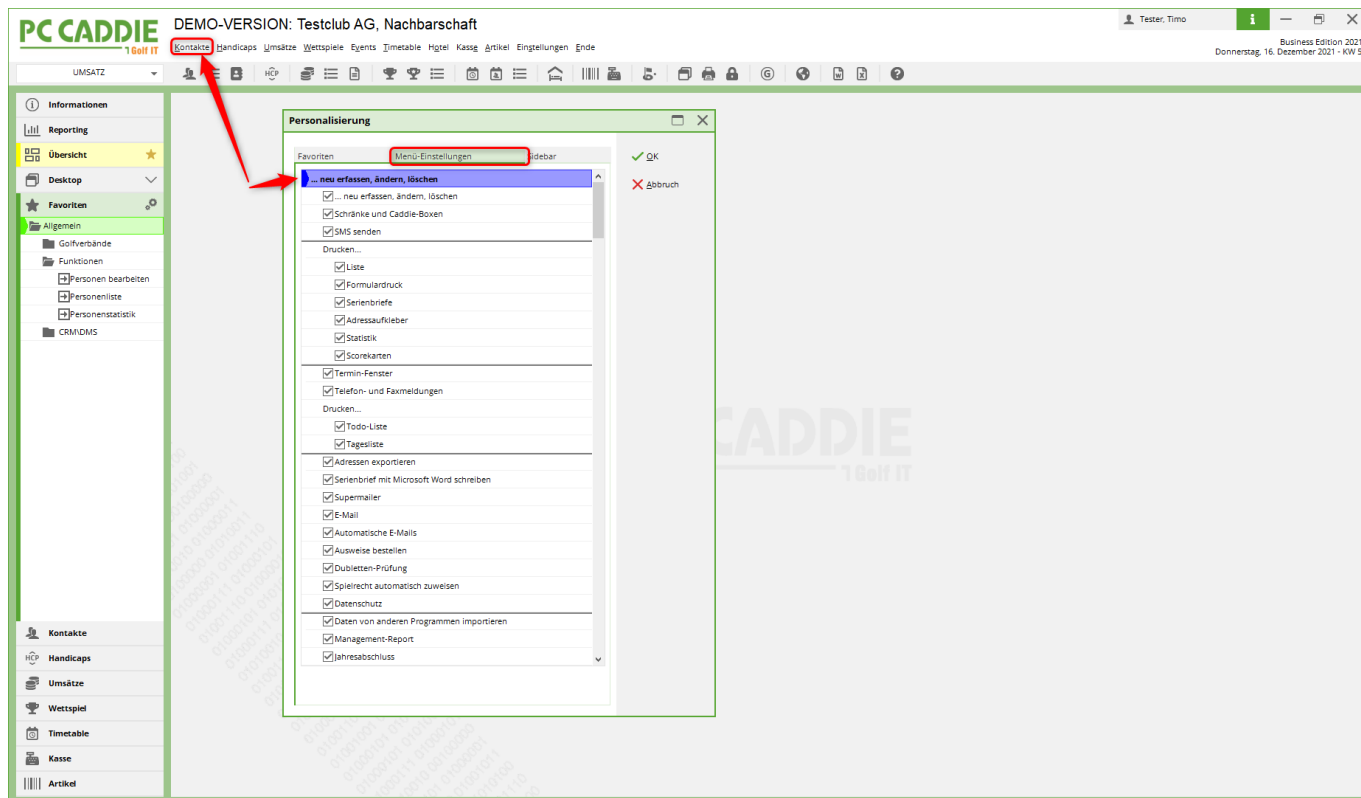 PC CADDIE
Golf IT
DEMO-VERSION: Testclub AG, Nachbarschaft
Tester, Timo
i
Kontakte Handicaps Umsätze Wettspiele Events Timetable Hotel Kasse Artikel Einstellungen Ende
Business Edition 2021
Donnerstag, 16. Dezember 2021 - KW 5
UMSATZ
HCP
G
Informationen
Reporting
Übersicht
Desktop
Favoriten
Allgemein
Golfverbände
Funktionen
Personen bearbeiten
Personenliste
Personenstatistik
CRM\DMS
Kontakte
HCP Handicaps
Umsätze
Wettspiel
Timetable
Kasse
Artikel
Personalisierung
Favoriten Menü-Einstellungen Sidebar
OK
Abbruch
... neu erfassen, ändern, löschen
... neu erfassen, ändern, löschen
Schränke und Caddie-Boxen
SMS senden
Drucken...
Liste
Formulardruck
Serienbriefe
Adressaufkleber
Statistik
Scorekarten
Termin-Fenster
Telefon- und Faxmeldungen
Drucken...
Todo-Liste
Tagesliste
Adressen exportieren
Serienbrief mit Microsoft Word schreiben
Supermailer
E-Mail
Automatische E-Mails
Ausweise bestellen
Dubletten-Prüfung
Spielrecht automatisch zuweisen
Datenschutz
Daten von anderen Programmen importieren
Management-Report
Jahresabschluss
CADDIE
Golf IT